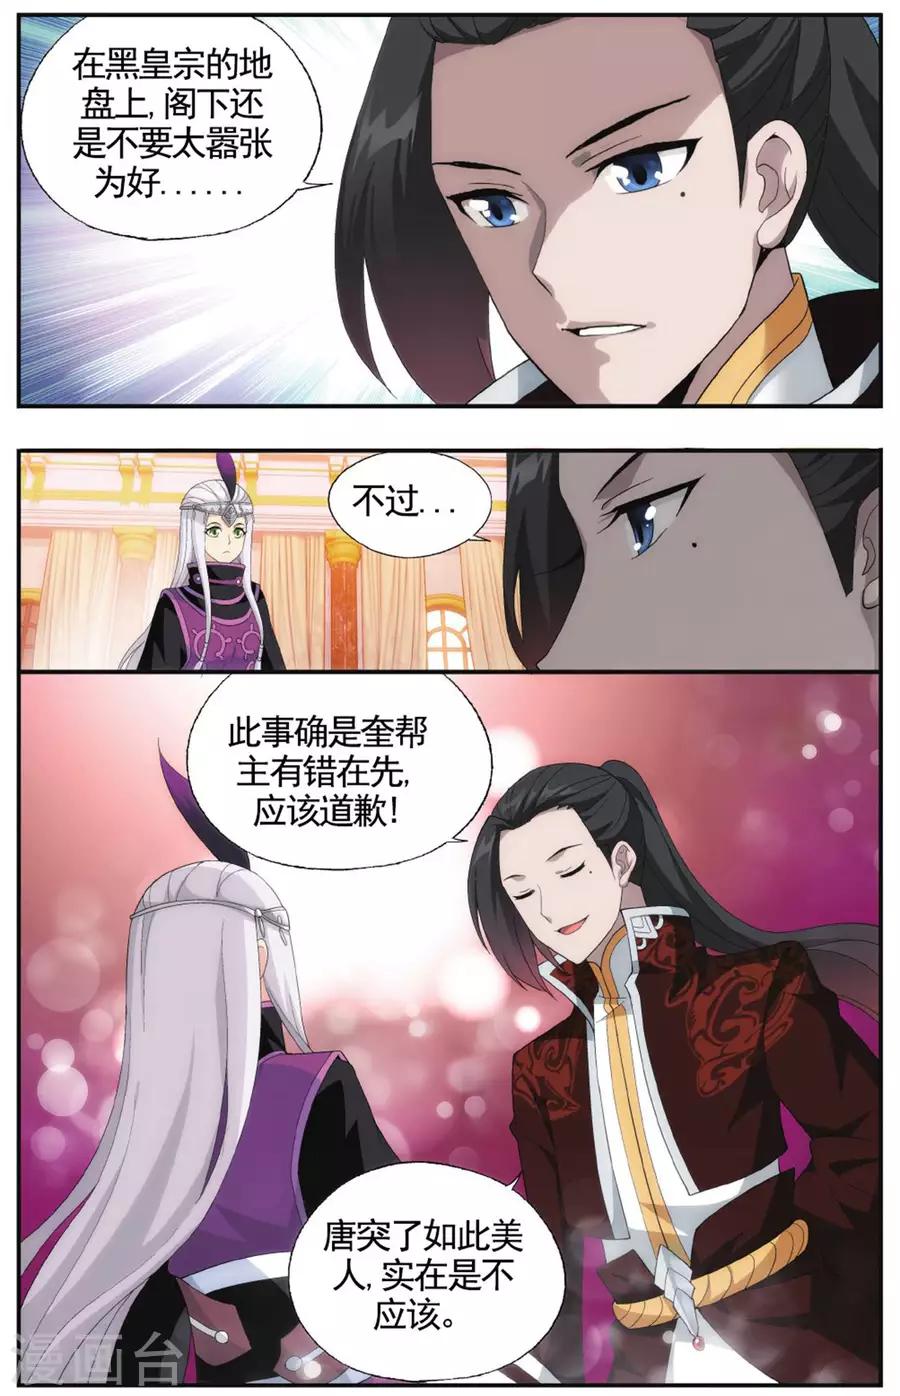 在黑皇宗的地
盘上,阁下还
是不要太嚣张
为好......
不过...
此事确是奎帮
主有错在先,
应该道歉!
唐突了如此美
人,实在是不
应该。
漫画台